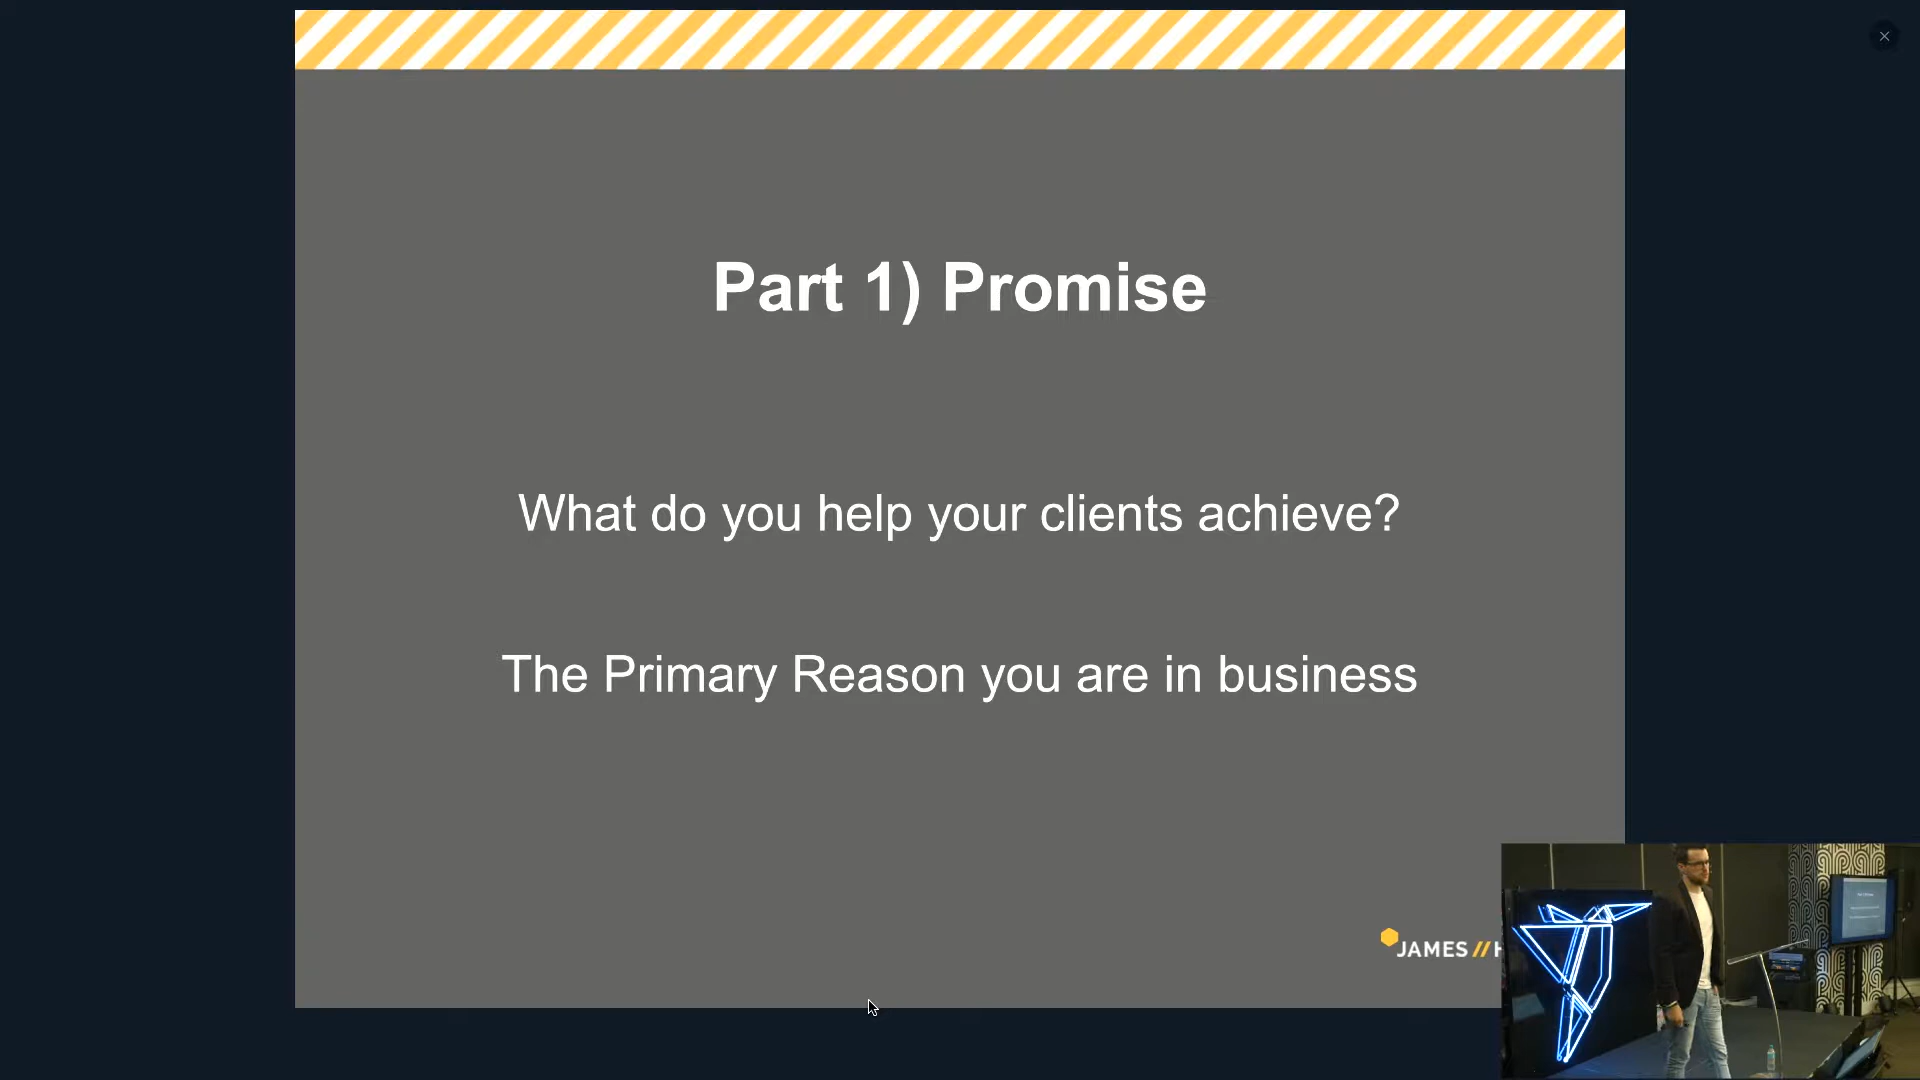 Part 1) Promise
What do you help your clients achieve?
The Primary Reason you are in business
JAMES // H